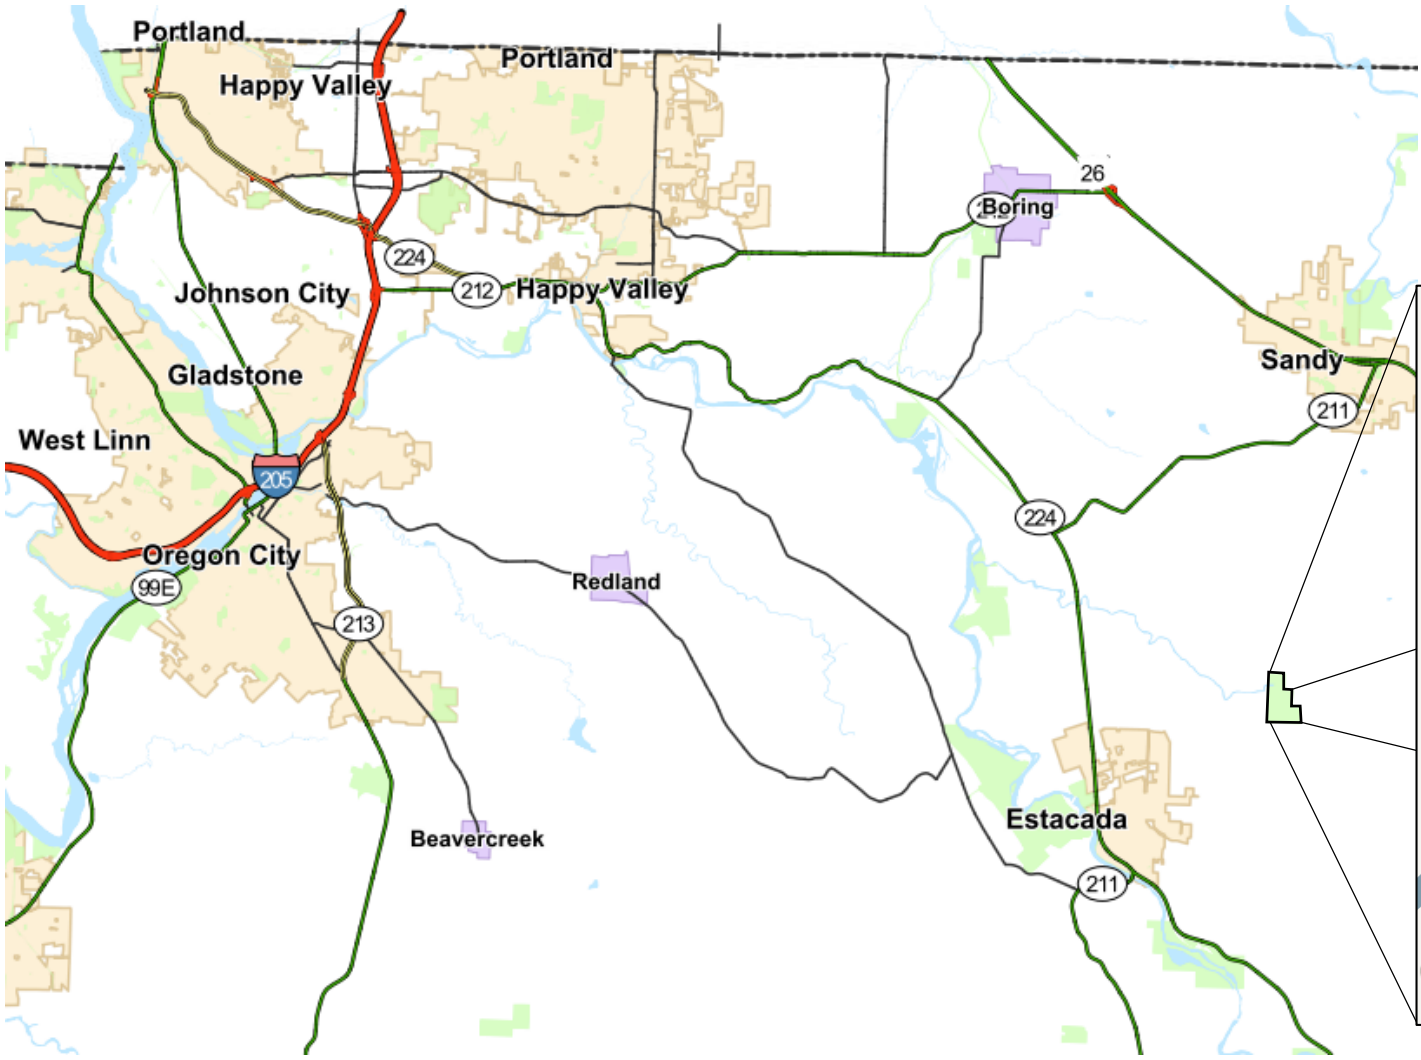 Portland
Portland
Happy Valley
26
Boring
224
212
Happy Valley
Johnson City
Sandy
Gladstone
211
West Linn
205
224
Oregon City
Redland
99E
213
Estacada
Beavercreek
211